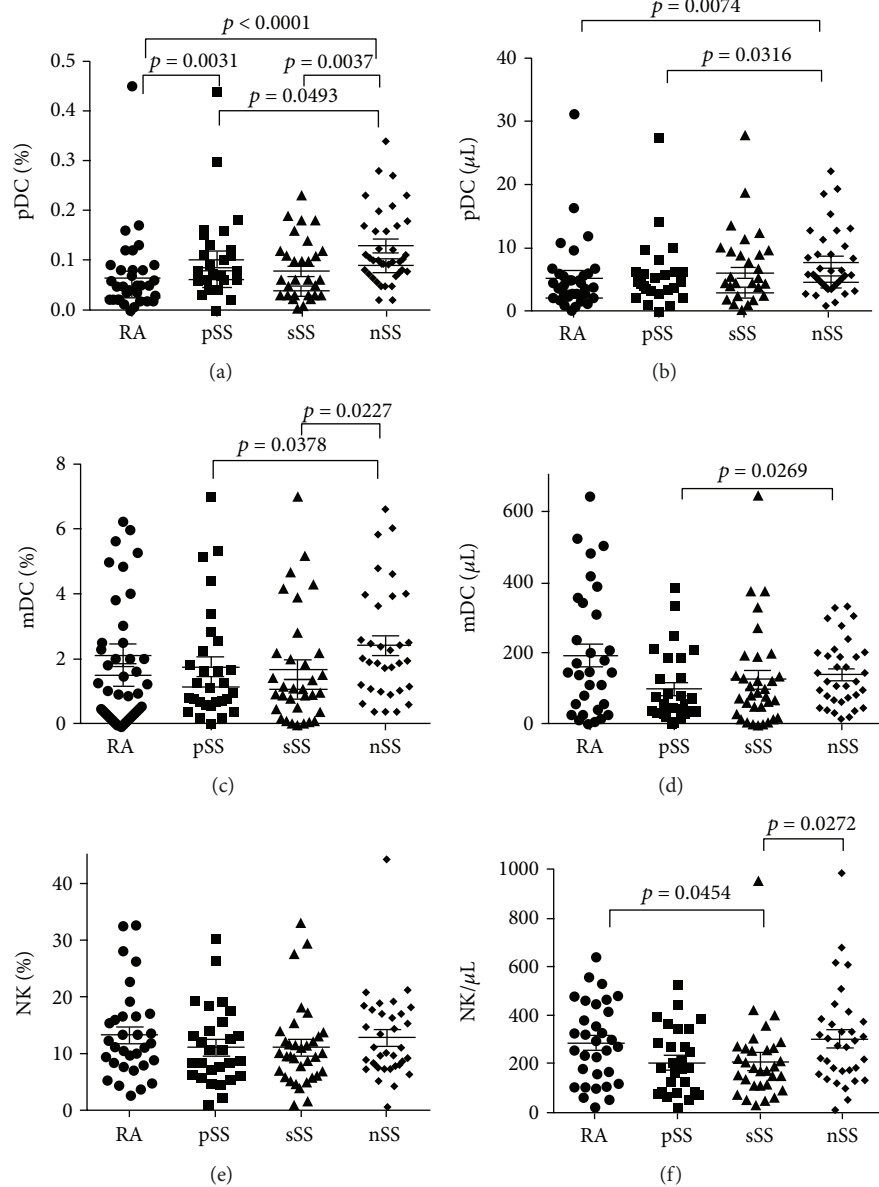 p < 0.0001
p = 0.0031
p = 0.0037
p = 0.0493
0.5
0.4
0.3
0.2
0.1
0.0
pDC (%)
RA
pSS
sSS
nSS
(a)
p = 0.0074
p = 0.0316
40
30
20
10
0
pDC (μL)
RA
pSS
sSS
nSS
(b)
p = 0.0227
p = 0.0378
8
6
4
2
0
mDC (%)
RA
pSS
sSS
nSS
(c)
p = 0.0269
600
400
200
0
mDC (μL)
RA
pSS
sSS
nSS
(d)
40
30
20
10
0
NK (%)
RA
pSS
sSS
nSS
(e)
p = 0.0272
p = 0.0454
1000
800
600
400
200
0
NK/μL
RA
pSS
sSS
nSS
(f)